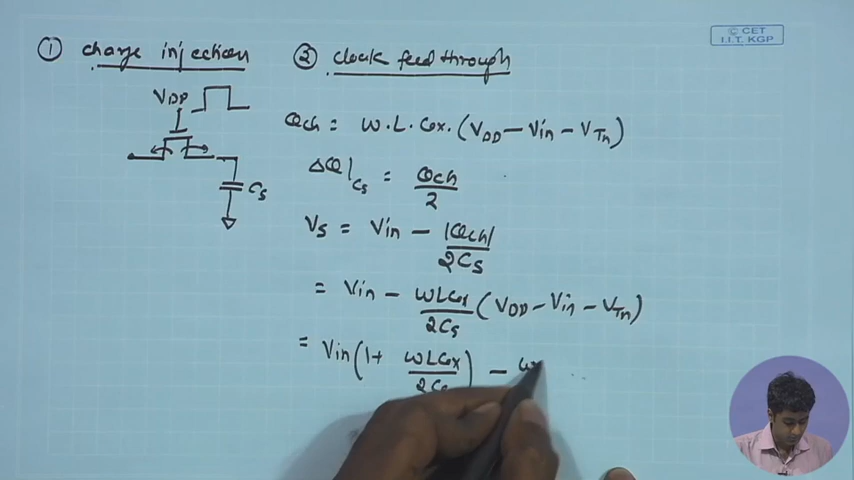 ① charge injection ② clock feed through
© CET
I.I.T. KGP
VDD
Qch = W.L.Cox.(VDD – Vin – VTn)
ΔQ|Cs = Qch/2
Cs
Vs = Vin – |Qch|/2Cs
= Vin – WLCox/2Cs (VDD – Vin – VTn)
= Vin(1+ WLCox/2Cs) – Wx